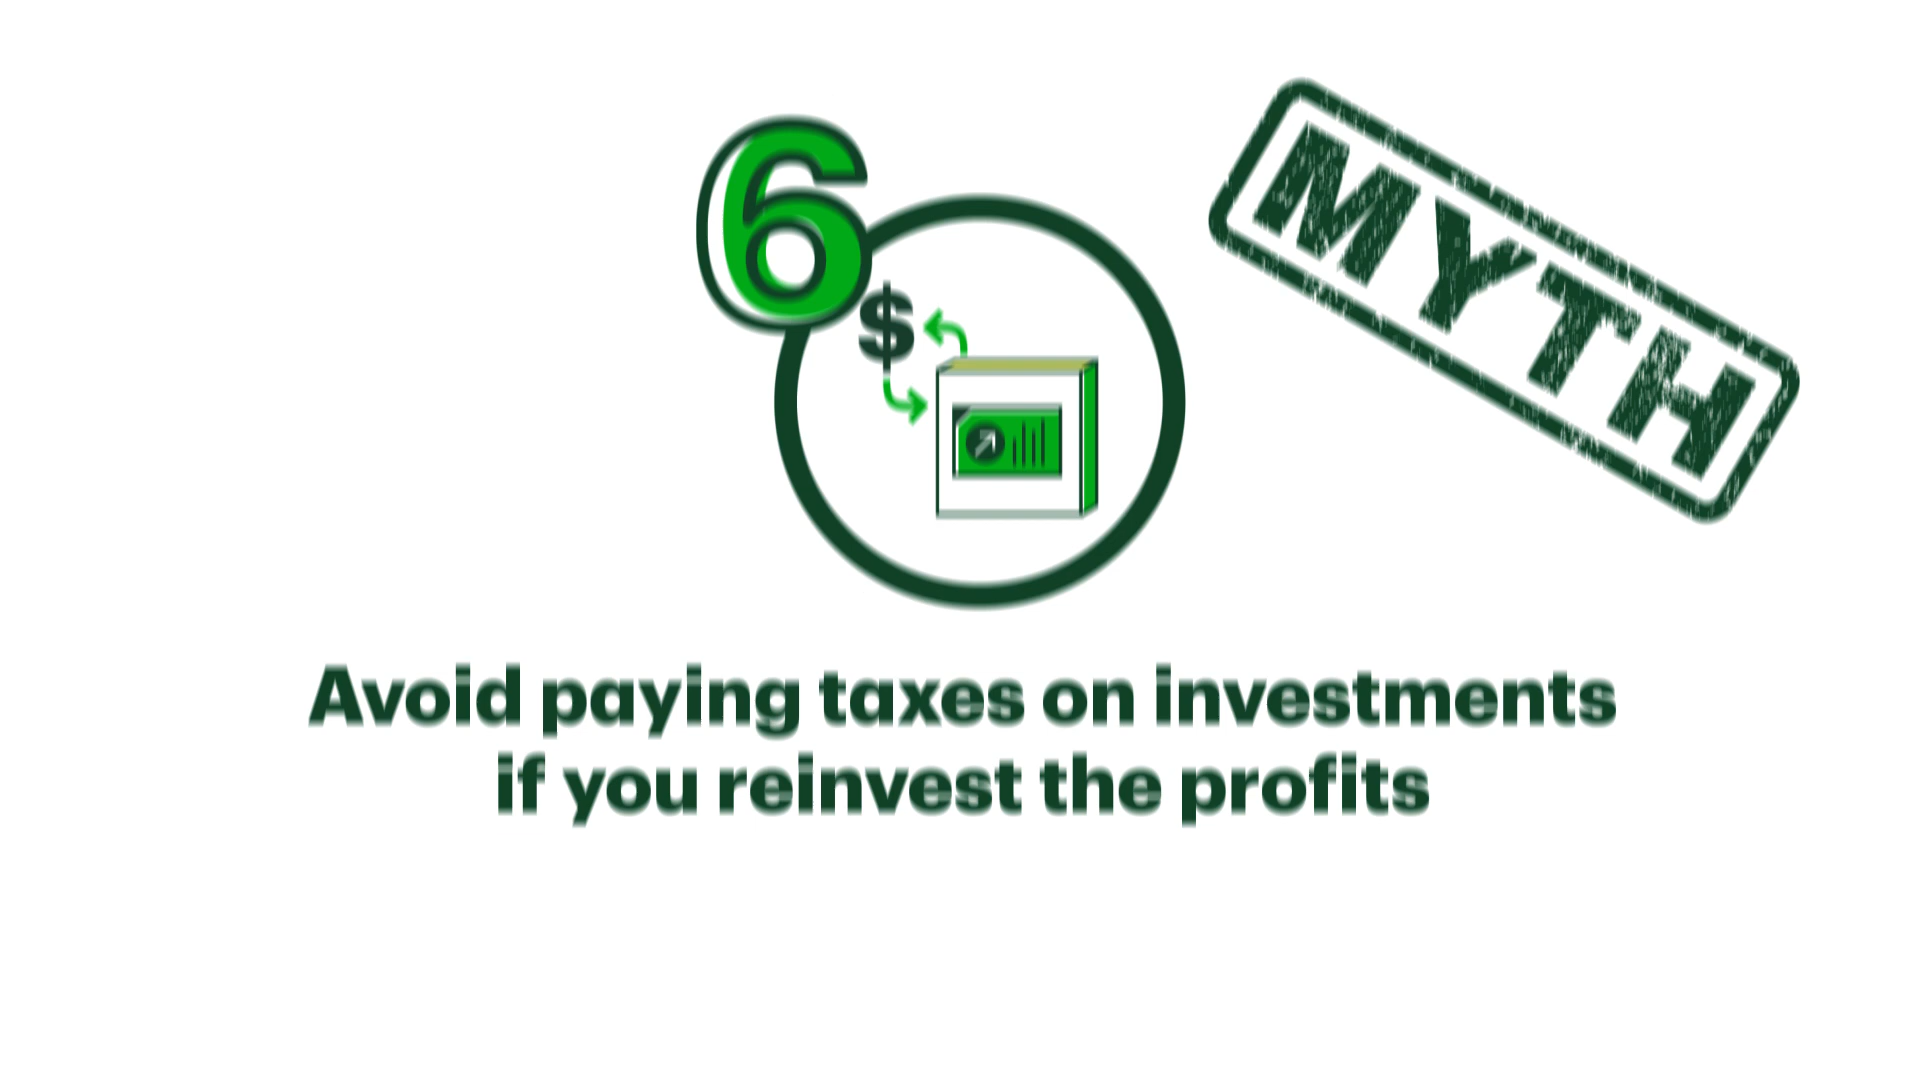 6
$
MYTH
Avoid paying taxes on investments
if you reinvest the profits